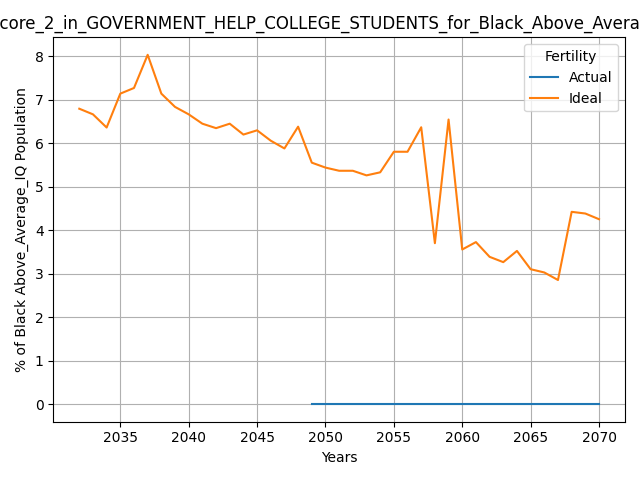 core_2_in_GOVERNMENT_HELP_COLLEGE_STUDENTS_for_Black_Above_Avera
8
7
6
5
4
3
2
1
0
% of Black Above_Average_IQ Population
Fertility
Actual
Ideal
2035 2040 2045 2050 2055 2060 2065 2070
Years